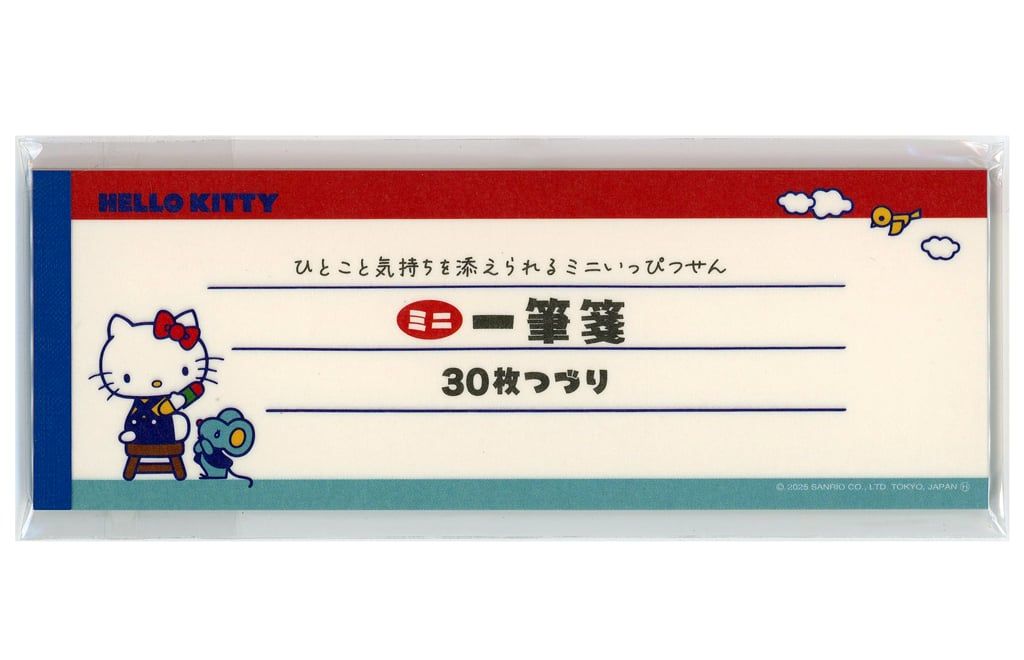 HELLO KITTY
ひとこと気持ちを添えられるミニいっぴつせん
ミニ 一筆箋
30枚つづり
© 2025 SANRIO CO., LTD. TOKYO, JAPAN Ⓗ